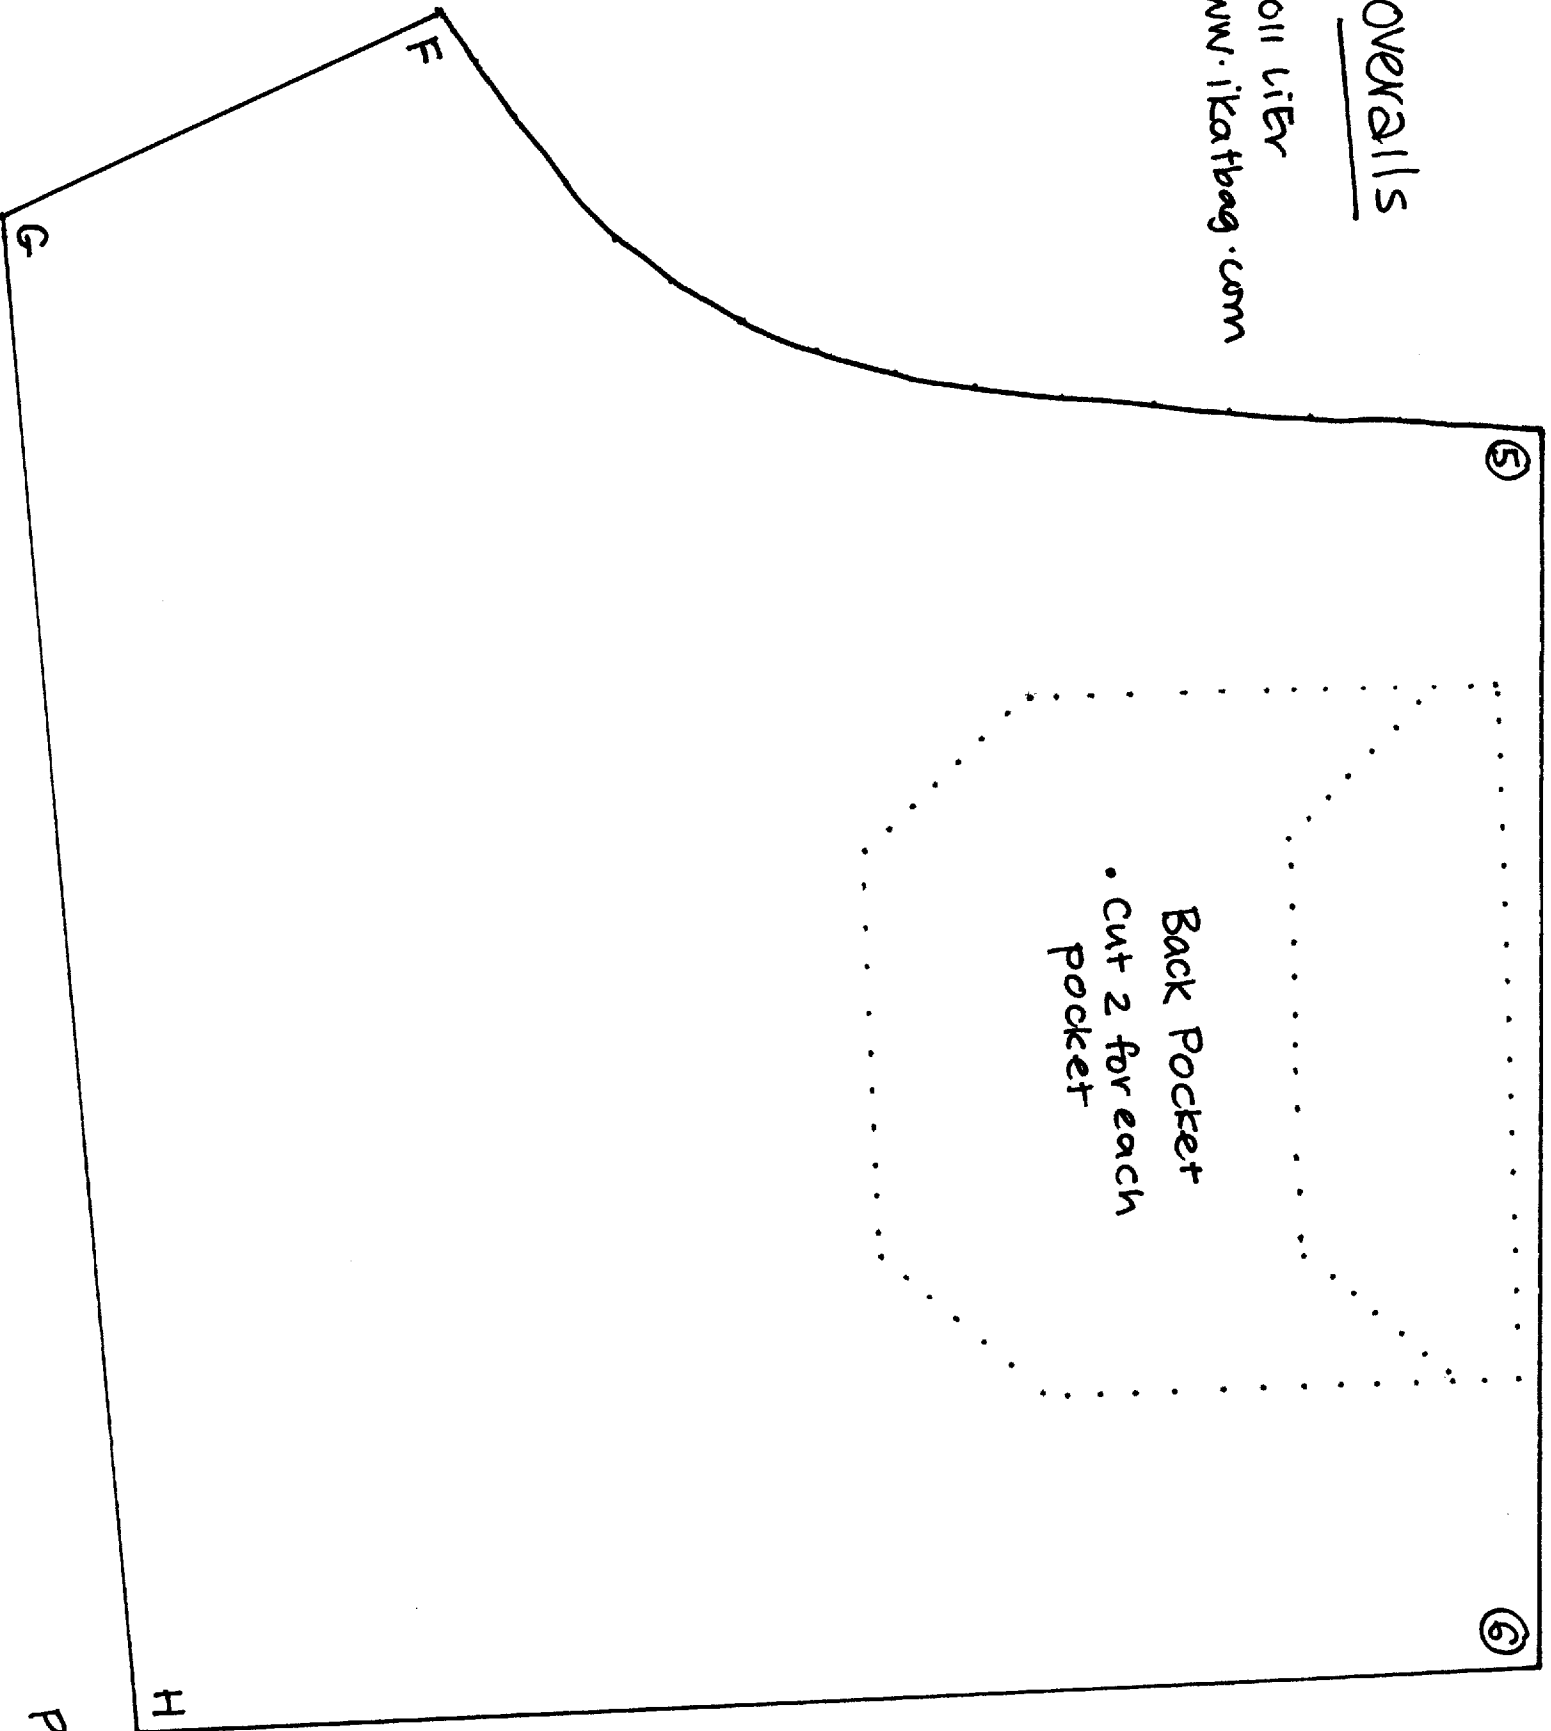 overalls
oll LiEr
ww.ikatbag.com
F
G
⑤
Back Pocket
• cut 2 for each
pocket
⑥
H
P